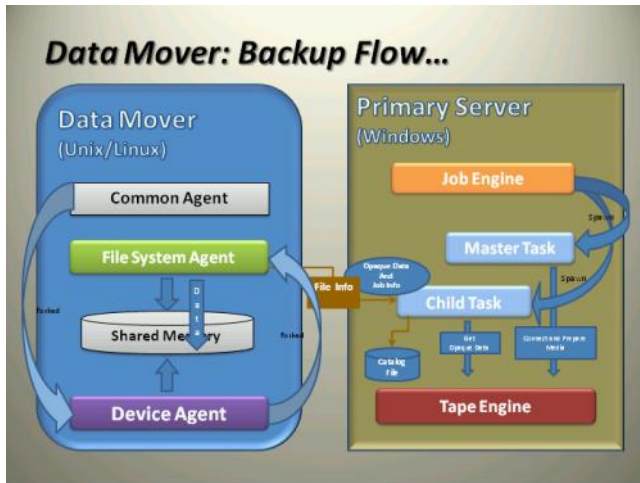 Data Mover: Backup Flow…
Data Mover
(Unix/Linux)
Common Agent
File System Agent
Data
Shared Memory
Device Agent
Forked
Forked
File Info
Primary Server
(Windows)
Job Engine
Spawn
Master Task
Spawn
Opaque Data
And
Job Info
Child Task
Get
Opaque Data
Connect and Prepare
Media
Catalog
File
Tape Engine